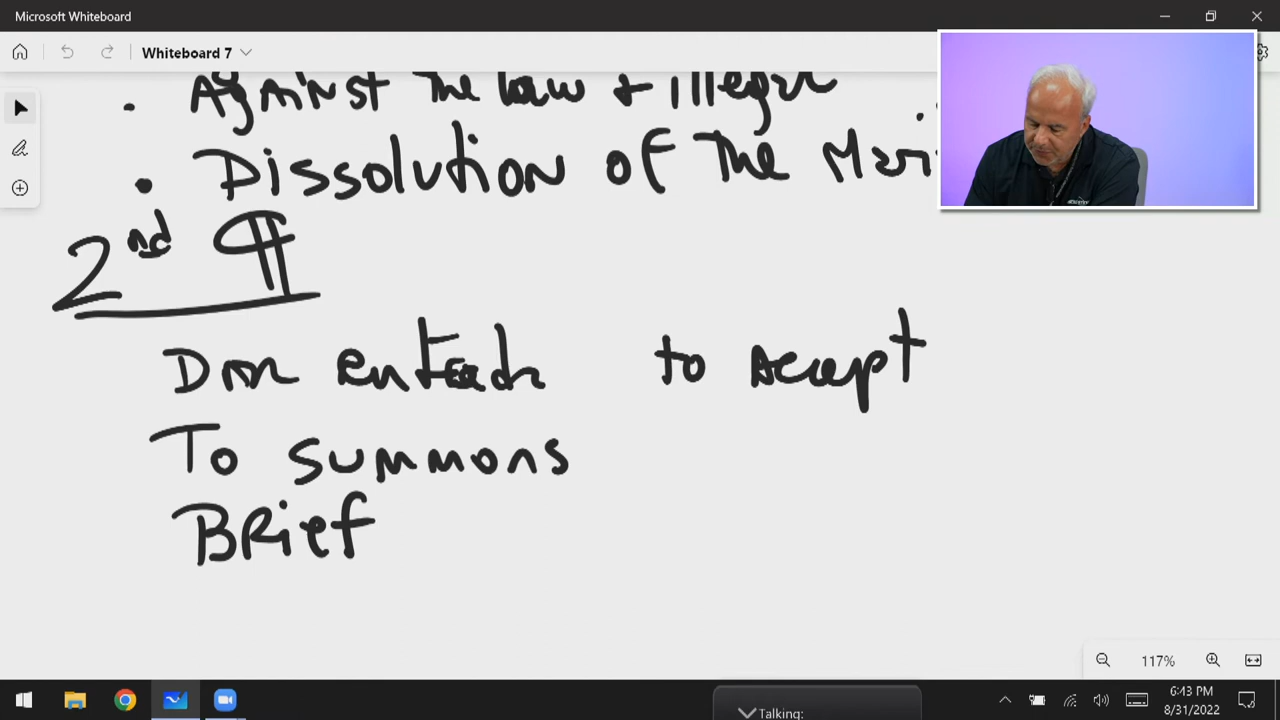 Microsoft Whiteboard
Whiteboard 7
• Against the law + illegal
• Dissolution of the
2nd ¶
to Accept
To summons
BRief
117%
Talking:
6:43 PM
8/31/2022